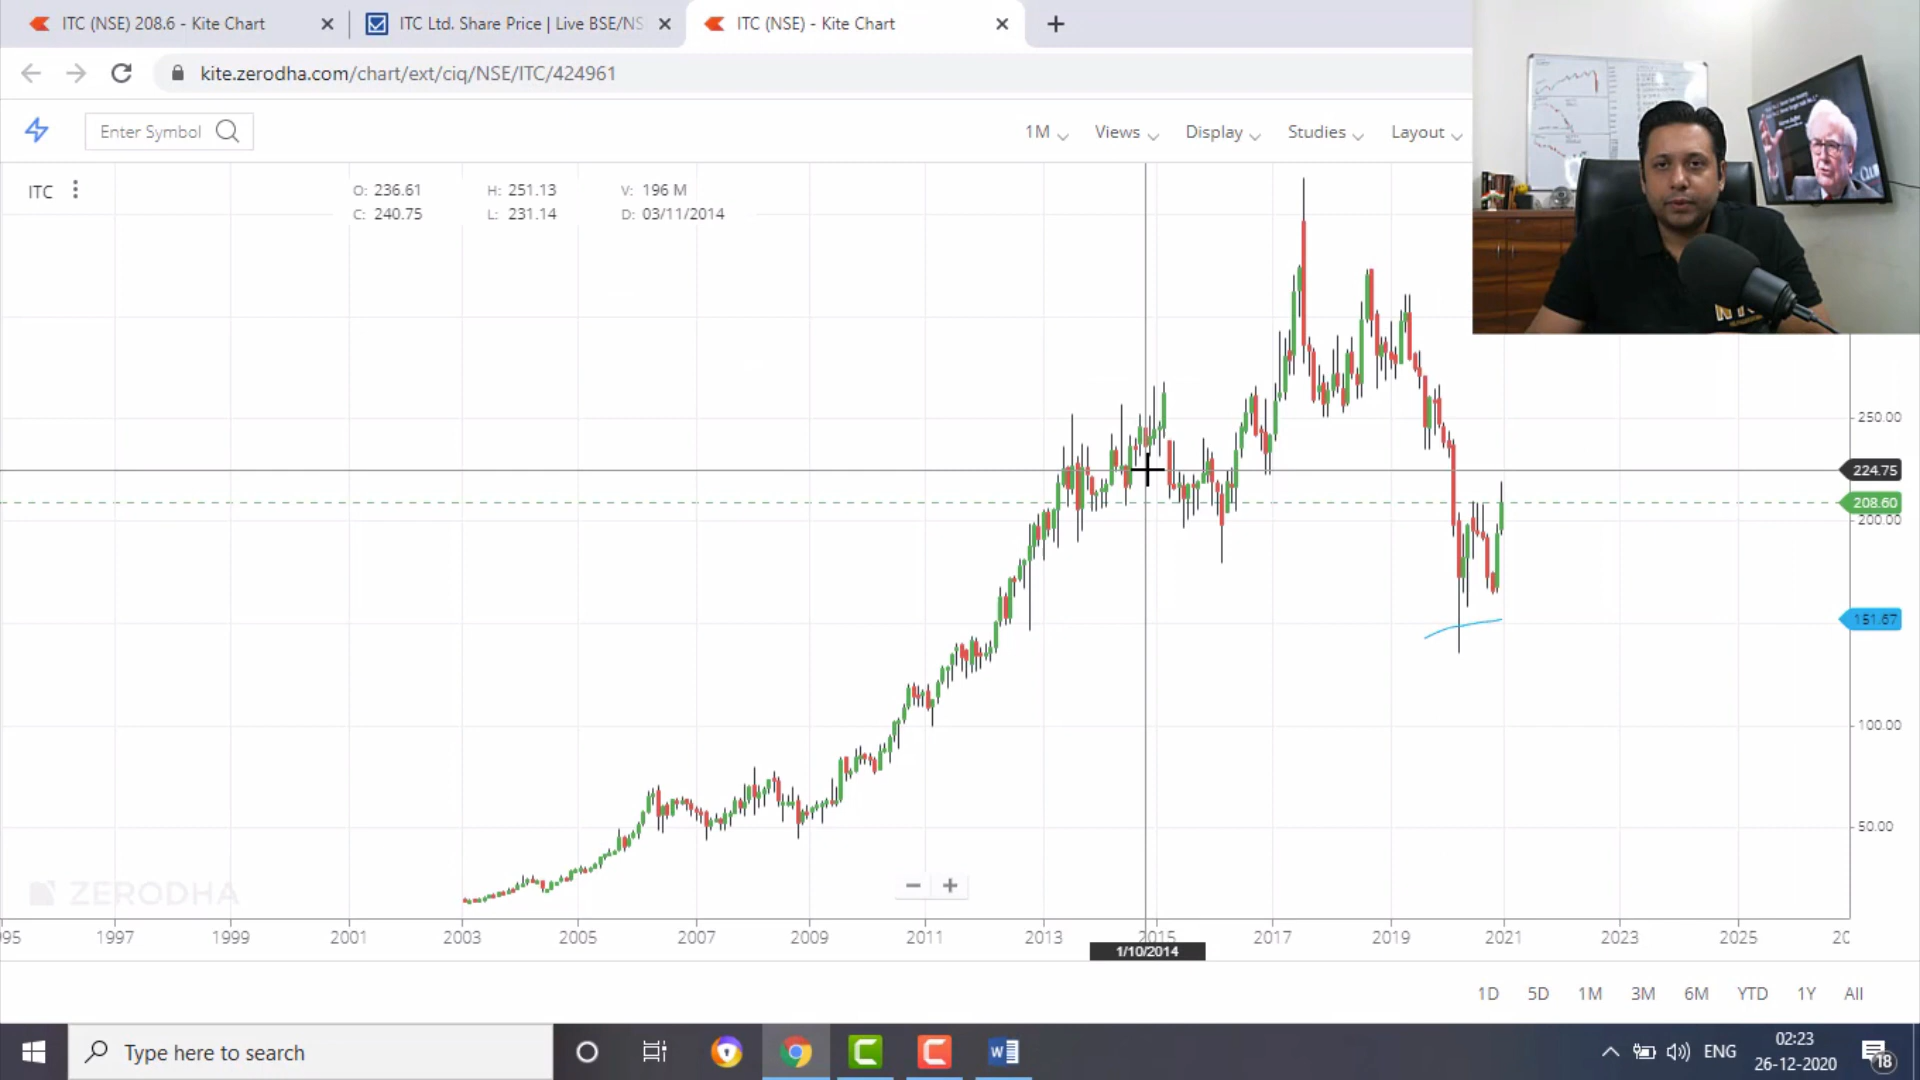 ITC (NSE) 208.6 - Kite Chart
ITC Ltd. Share Price | Live BSE/NS
ITC (NSE) - Kite Chart
kite.zerodha.com/chart/ext/ciq/NSE/ITC/424961
Enter Symbol
1M
Views
Display
Studies
Layout
ITC
O: 236.61
H: 251.13
V: 196 M
C: 240.75
L: 231.14
D: 03/11/2014
250.00
224.75
208.60
200.00
151.67
100.00
50.00
ZERODHA
95
1997
1999
2001
2003
2005
2007
2009
2011
2013
2015
2017
2019
2021
2023
2025
1/10/2014
1D
5D
1M
3M
6M
YTD
1Y
All
Type here to search
ENG
02:23
26-12-2020
18